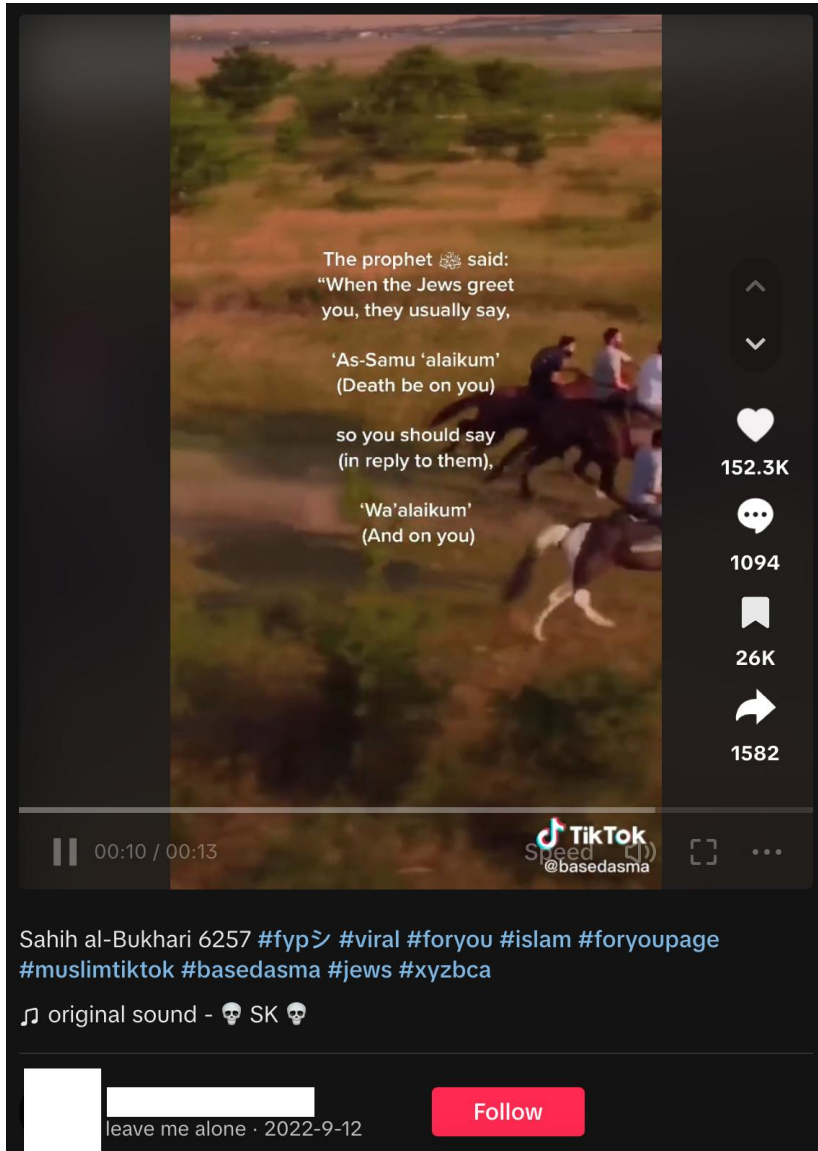 The prophet ﷺ said:
“When the Jews greet
you, they usually say,
‘As-Samu ‘alaikum’
(Death be on you)
so you should say
(in reply to them),
‘Wa’alaikum’
(And on you)
152.3K
1094
26K
1582
TikTok
00:10 / 00:13
Speed
@basedasma
Sahih al-Bukhari 6257 #fypシ #viral #foryou #islam #foryoupage
#muslimtiktok #basedasma #jews #xyzbca
original sound - 💀 SK 💀
Follow
leave me alone · 2022-9-12